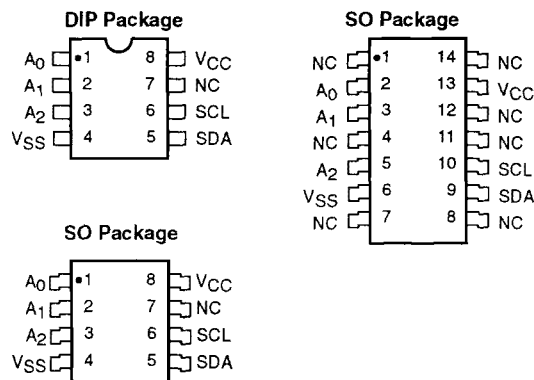 DIP Package
A0 1 8 VCC
A1 2 7 NC
A2 3 6 SCL
VSS 4 5 SDA
SO Package
NC 1 14 NC
A0 2 13 VCC
A1 3 12 NC
NC 4 11 NC
A2 5 10 SCL
VSS 6 9 SDA
NC 7 8 NC
SO Package
A0 1 8 VCC
A1 2 7 NC
A2 3 6 SCL
VSS 4 5 SDA